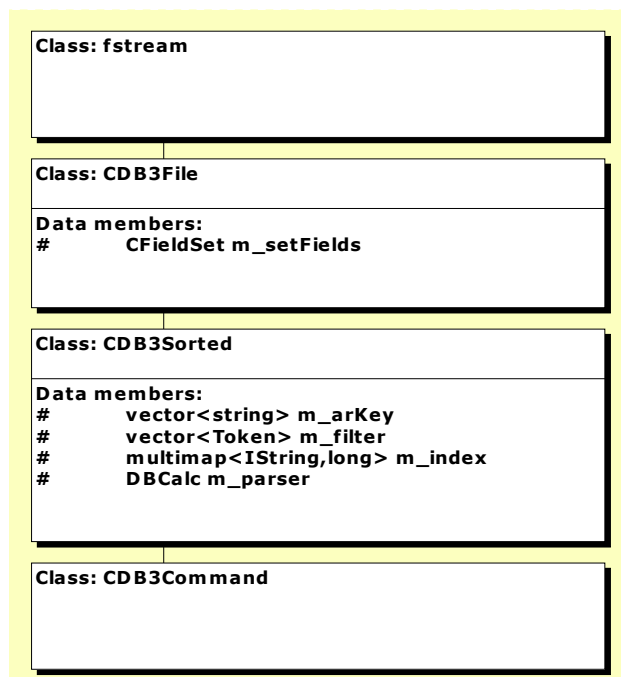 Class: fstream
Class: CDB3File
Data members:
# CFieldSet m_setFields
Class: CDB3Sorted
Data members:
# vector<string> m_arKey
# vector<Token> m_filter
# multimap<IString,long> m_index
# DBCalc m_parser
Class: CDB3Command